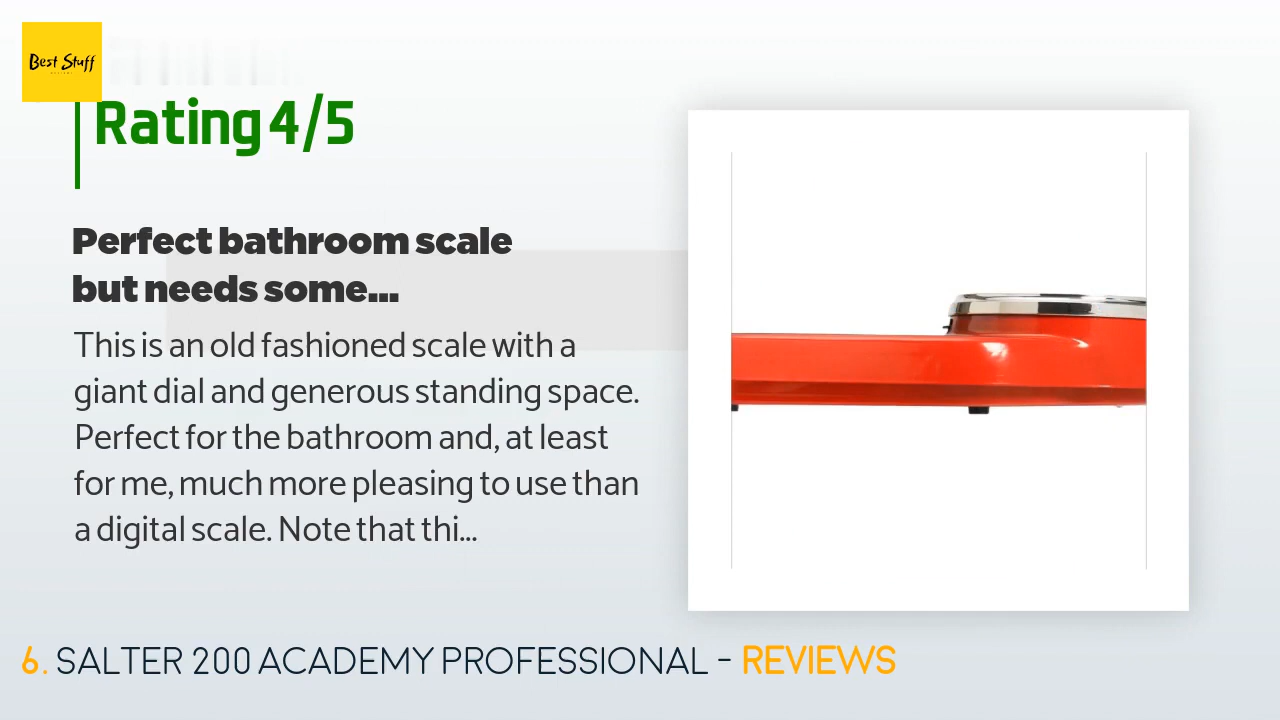 Best Stuff
Rating 4/5
Perfect bathroom scale
but needs some...
This is an old fashioned scale with a
giant dial and generous standing space.
Perfect for the bathroom and, at least
for me, much more pleasing to use than
a digital scale. Note that thi...
6. SALTER 200 ACADEMY PROFESSIONAL - REVIEWS